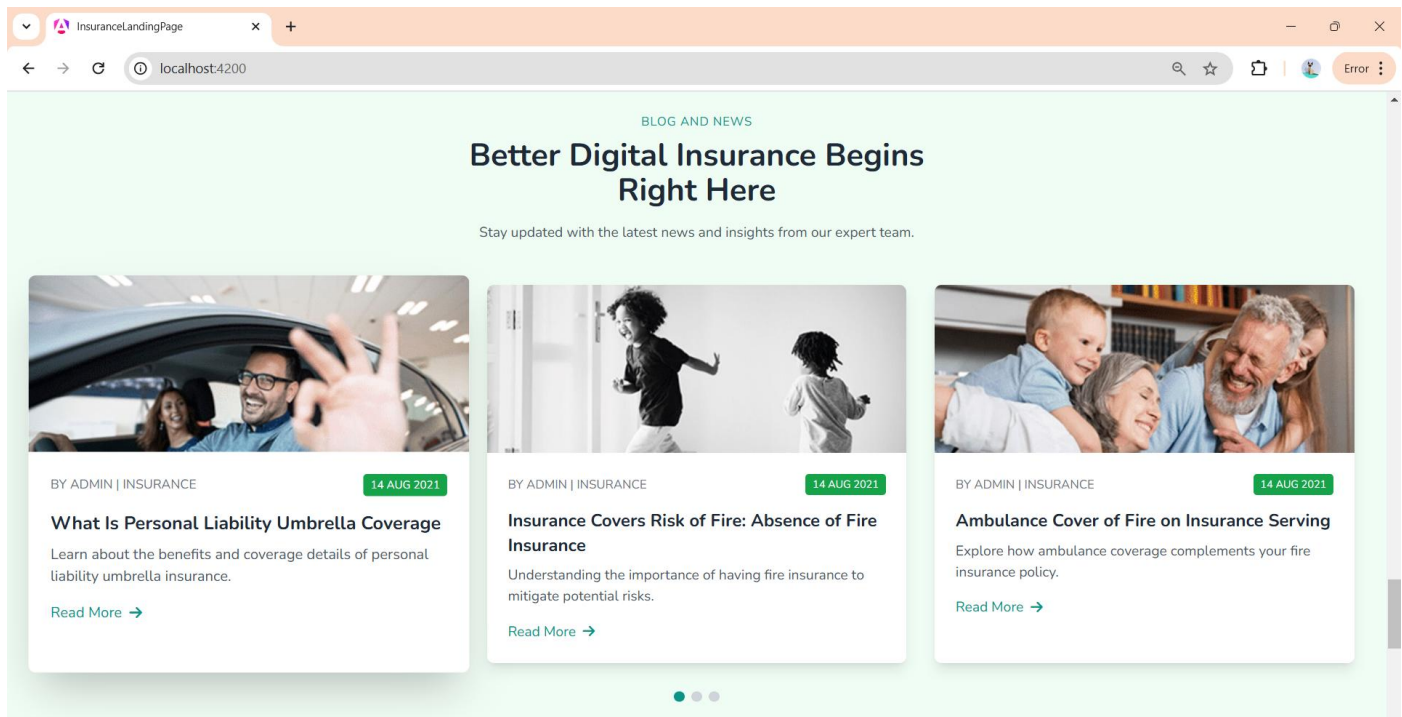 InsuranceLandingPage
localhost:4200
Error
BLOG AND NEWS
Better Digital Insurance Begins
Right Here
Stay updated with the latest news and insights from our expert team.
BY ADMIN | INSURANCE
14 AUG 2021
What Is Personal Liability Umbrella Coverage
Learn about the benefits and coverage details of personal
liability umbrella insurance.
Read More
BY ADMIN | INSURANCE
14 AUG 2021
Insurance Covers Risk of Fire: Absence of Fire
Insurance
Understanding the importance of having fire insurance to
mitigate potential risks.
Read More
BY ADMIN | INSURANCE
14 AUG 2021
Ambulance Cover of Fire on Insurance Serving
Explore how ambulance coverage complements your fire
insurance policy.
Read More